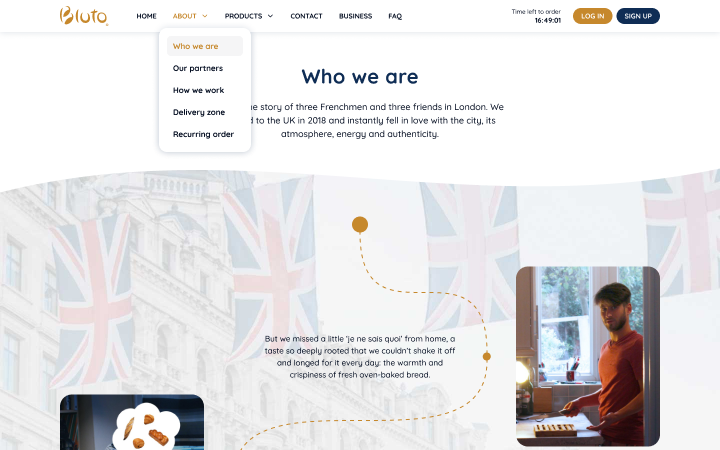 Bluto
HOME
ABOUT
PRODUCTS
CONTACT
BUSINESS
FAQ
Time left to order
16:49:01
LOG IN
SIGN UP
Who we are
Our partners
How we work
Delivery zone
Recurring order
Who we are
story of three Frenchmen and three friends in London. We
to the UK in 2018 and instantly fell in love with the city, its
atmosphere, energy and authenticity.
But we missed a little 'je ne sais quoi' from home, a
taste so deeply rooted that we couldn't shake it off
and longed for it every day: the warmth and
crispiness of fresh oven-baked bread.